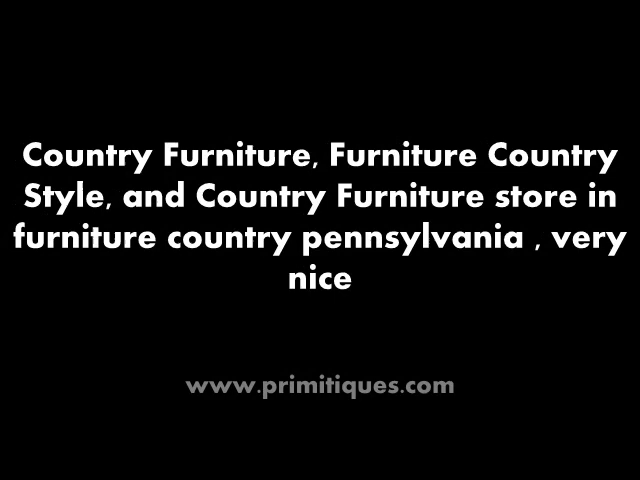 Country Furniture, Furniture Country
Style, and Country Furniture store in
furniture country pennsylvania , very
nice
www.primitiques.com